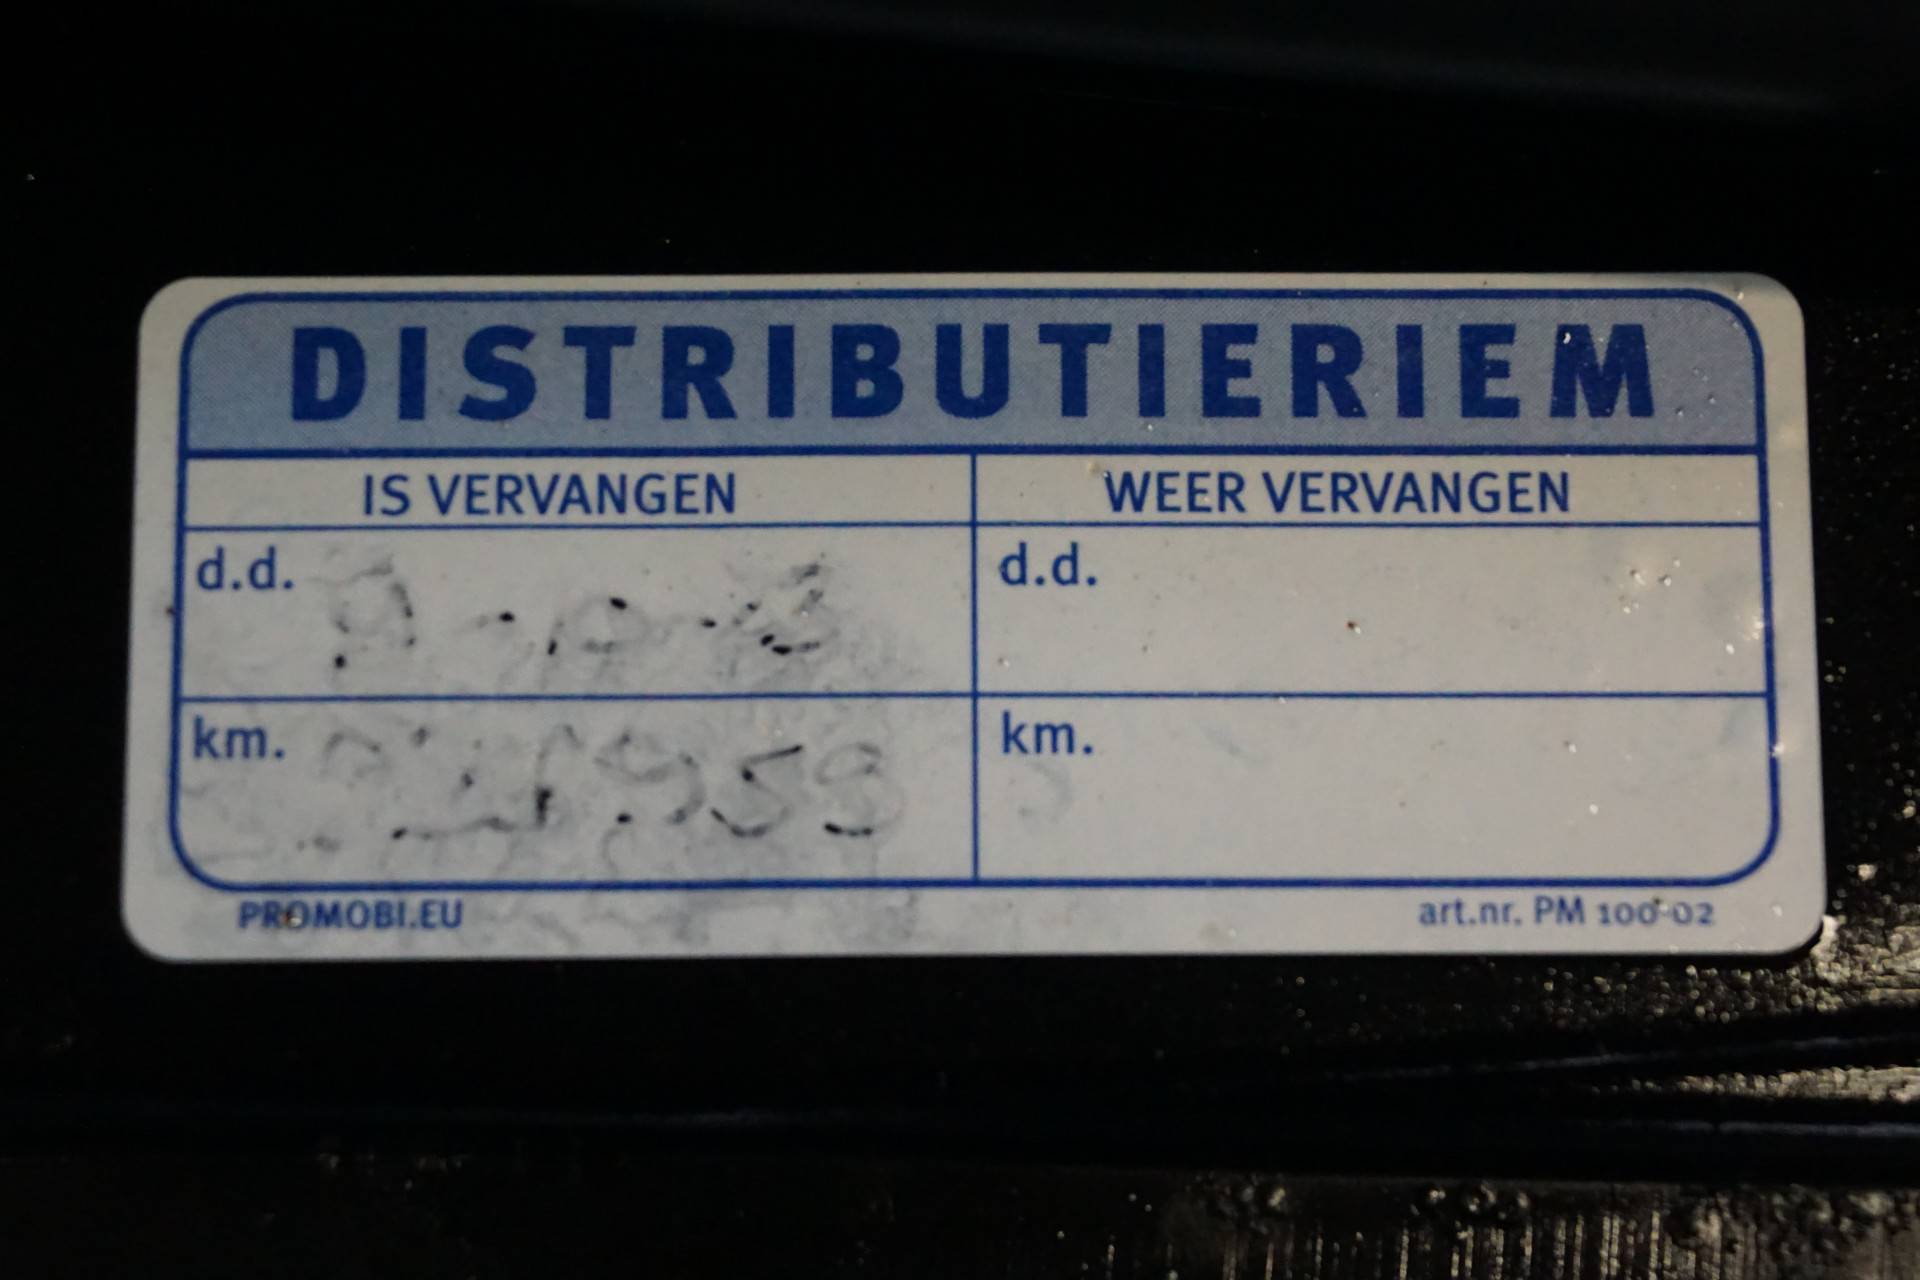 DISTRIBUTIERIEM
IS VERVANGEN WEER VERVANGEN
d.d. d.d.
km. km.
PROMOBI.EU art.nr. PM 100-02